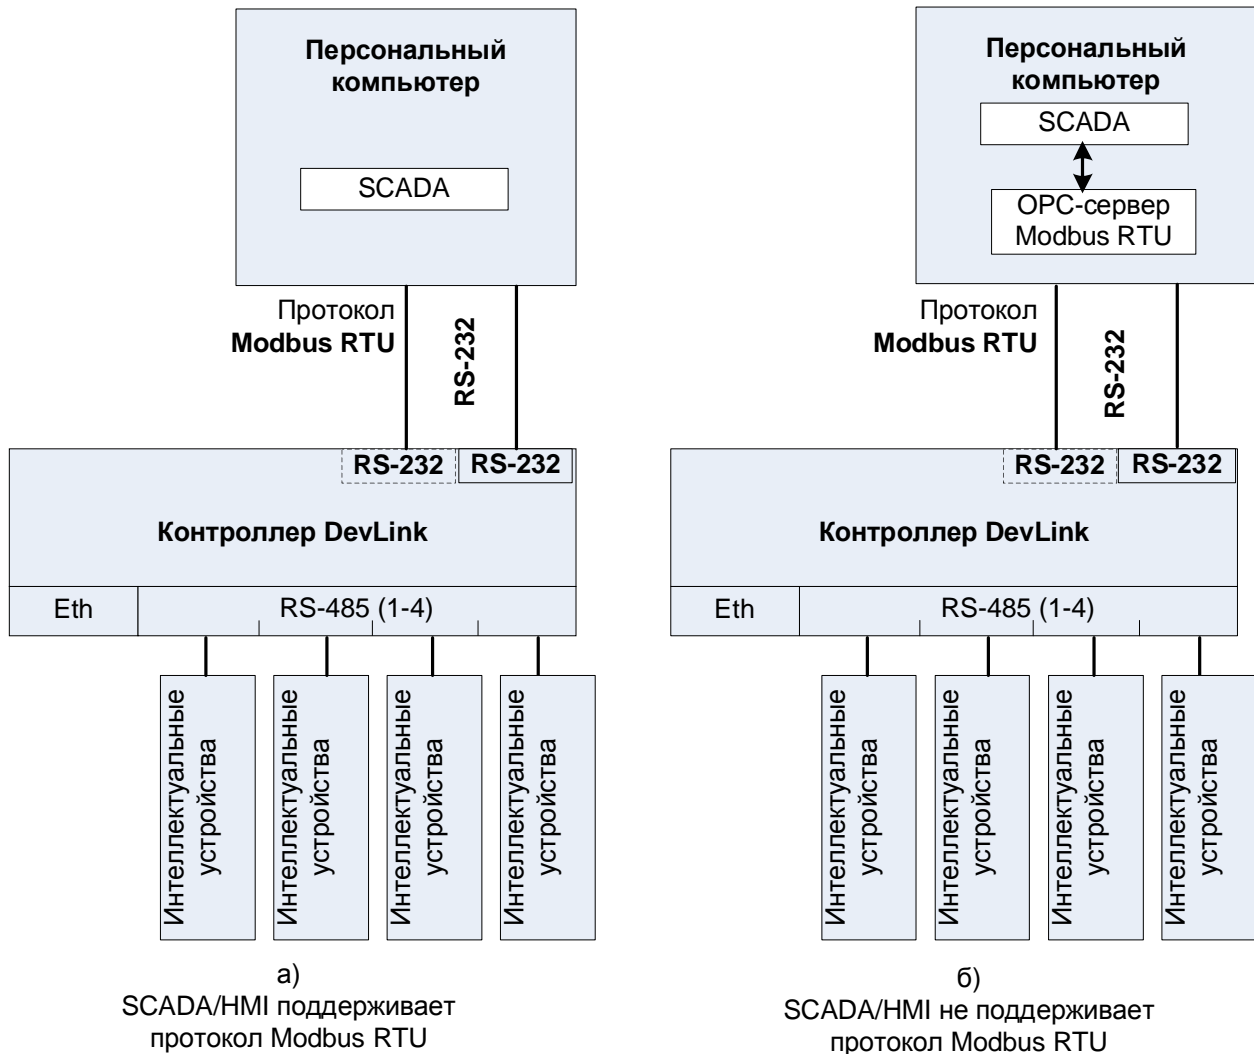 Персональный
компьютер
SCADA
Протокол
Modbus RTU
RS-232
RS-232
RS-232
Контроллер DevLink
Eth
RS-485 (1-4)
Интеллектуальные
устройства
Интеллектуальные
устройства
Интеллектуальные
устройства
Интеллектуальные
устройства
а)
SCADA/HMI поддерживает
протокол Modbus RTU
Персональный
компьютер
SCADA
OPC-сервер
Modbus RTU
Протокол
Modbus RTU
RS-232
RS-232
RS-232
Контроллер DevLink
Eth
RS-485 (1-4)
Интеллектуальные
устройства
Интеллектуальные
устройства
Интеллектуальные
устройства
Интеллектуальные
устройства
б)
SCADA/HMI не поддерживает
протокол Modbus RTU